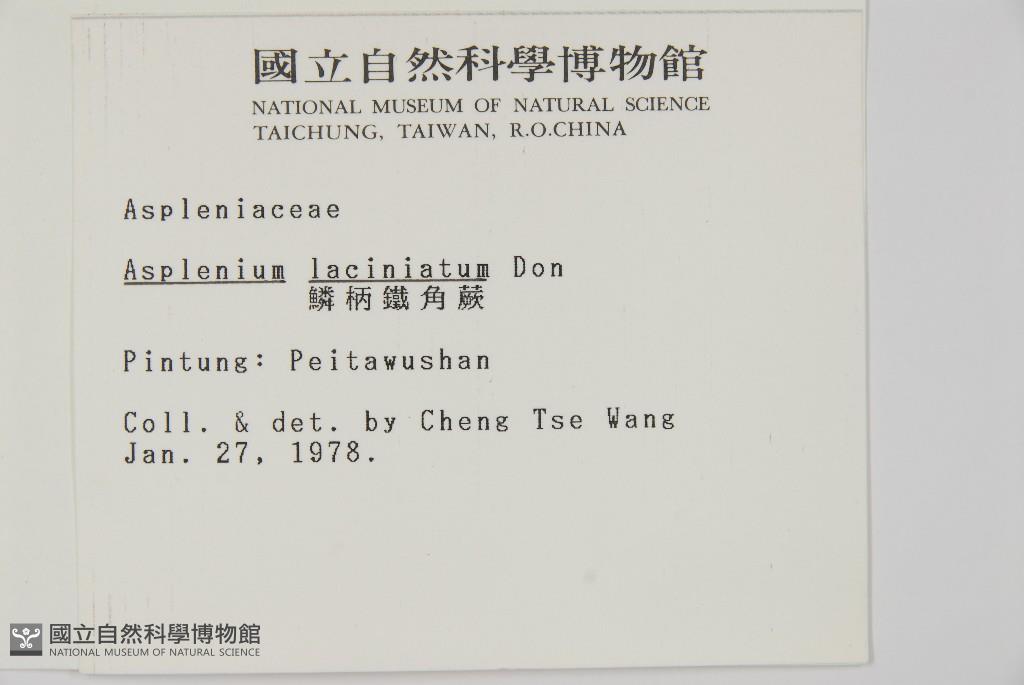 國立自然科學博物館
NATIONAL MUSEUM OF NATURAL SCIENCE
TAICHUNG, TAIWAN, R.O.CHINA
Aspleniaceae
Asplenium laciniatum Don
鱗柄鐵角蕨
Pintung: Peitawushan
Coll. & det. by Cheng Tse Wang
Jan. 27, 1978.
國立自然科學博物館
NATIONAL MUSEUM OF NATURAL SCIENCE